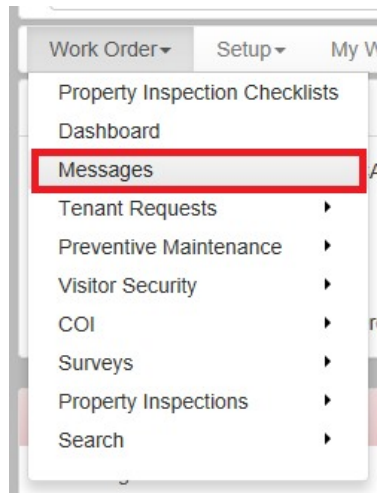 Work Order Setup My W
Property Inspection Checklists
Dashboard
Messages
Tenant Requests
Preventive Maintenance
Visitor Security
COI
Surveys
Property Inspections
Search